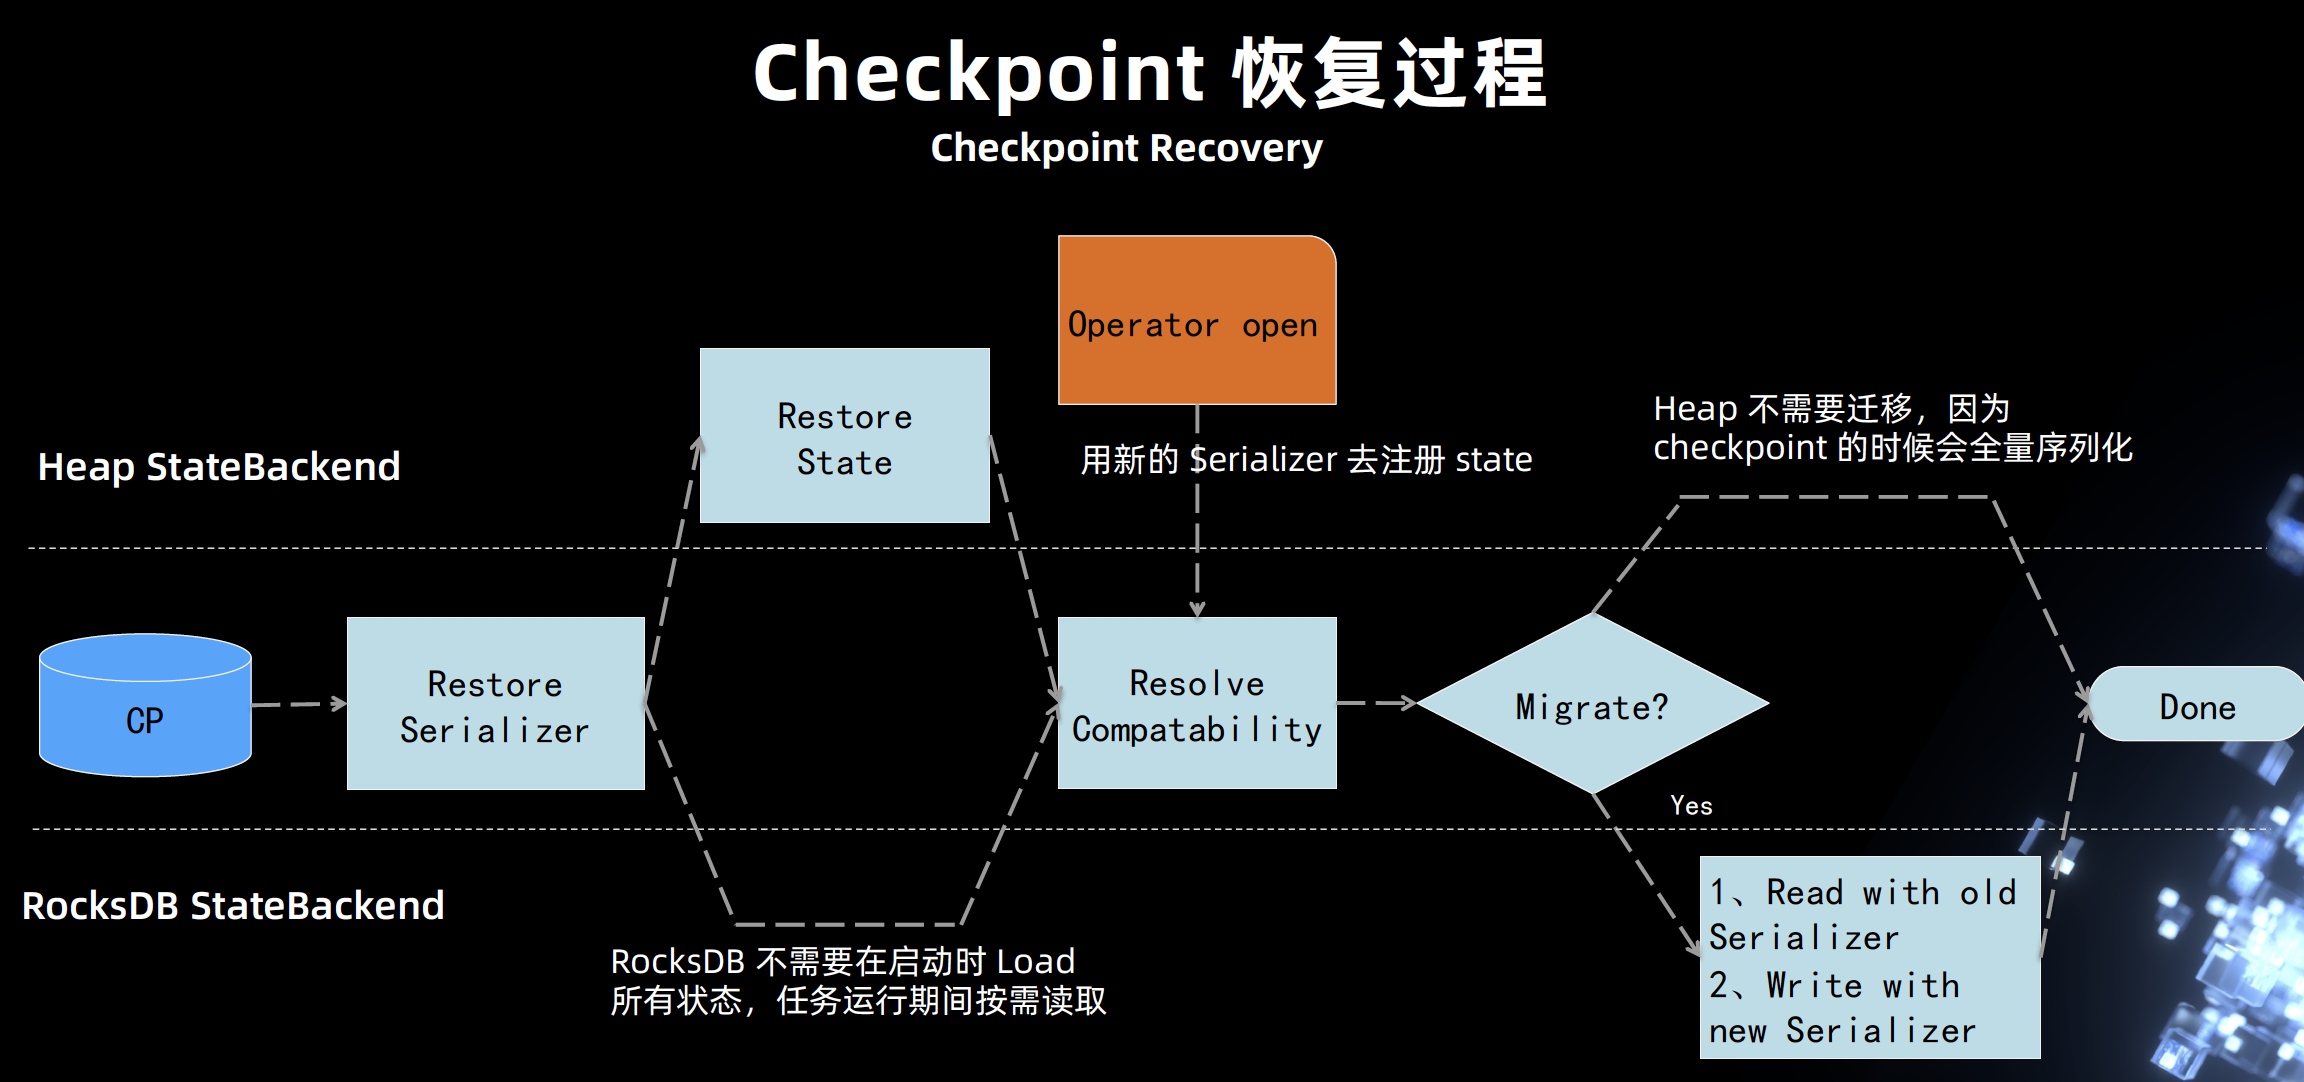 Checkpoint 恢复过程
Checkpoint Recovery
Operator open
Restore
State
Heap 不需要迁移，因为
checkpoint 的时候会全量序列化
用新的 Serializer 去注册 state
Heap StateBackend
CP
Restore
Serializer
Resolve
Compatability
Migrate?
Done
Yes
RocksDB StateBackend
1、Read with old
Serializer
2、Write with
new Serializer
RocksDB 不需要在启动时 Load
所有状态，任务运行期间按需读取